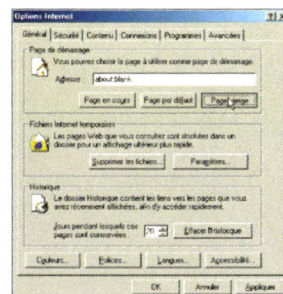 Options Internet
Général Sécurité Contenu Connexions Programmes Avancées
Page de démarrage
Vous pouvez choisir la page à utiliser comme page de démarrage.
Adresse : about:blank
Page en cours Page par défaut Page vierge
Fichiers Internet temporaires
Les pages Web que vous consultez sont stockées dans un
dossier pour un affichage ultérieur plus rapide.
Supprimer les fichiers... Paramètres...
Historique
Le dossier Historique contient les liens vers les pages que vous
avez récemment affichées, afin d'y accéder rapidement.
Jours pendant lesquels ces
pages sont conservées : 20 Effacer l'Historique
Couleurs... Polices... Langues... Accessibilité...
OK Annuler Appliquer